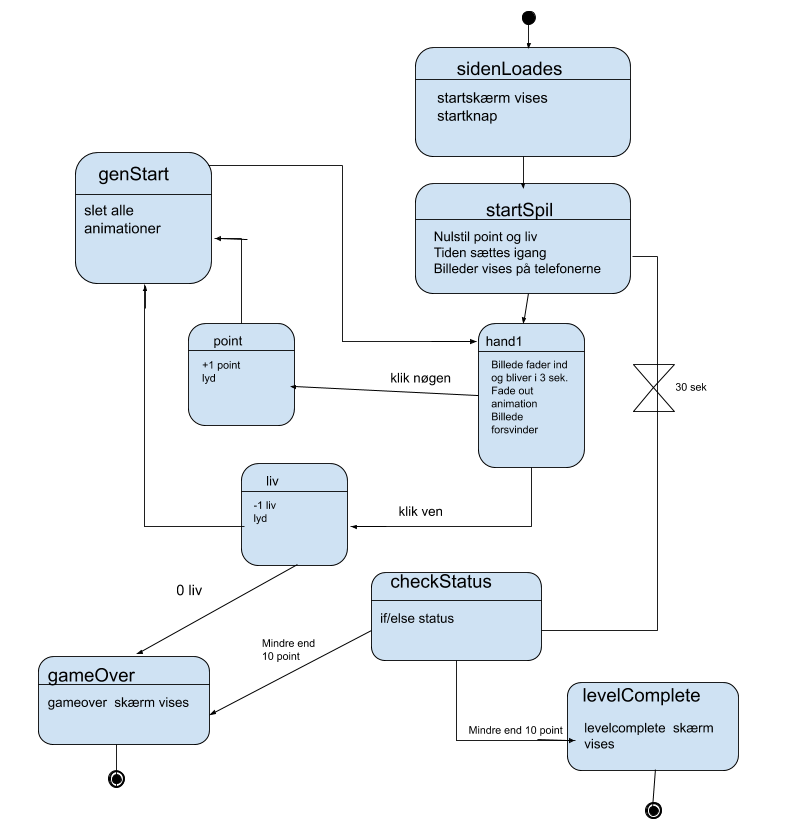 sidenLoades
startskærm vises
startknap
genStart
slet alle
animationer
startSpil
Nulstil point og liv
Tiden sættes igang
Billeder vises på telefonerne
point
+1 point
lyd
klik nøgen
hand1
Billede fader ind
og bliver i 3 sek.
Fade out
animation
Billede
forsvinder
30 sek
liv
-1 liv
lyd
klik ven
0 liv
checkStatus
if/else status
Mindre end
10 point
gameOver
gameover skærm vises
Mindre end 10 point
levelComplete
levelcomplete skærm
vises